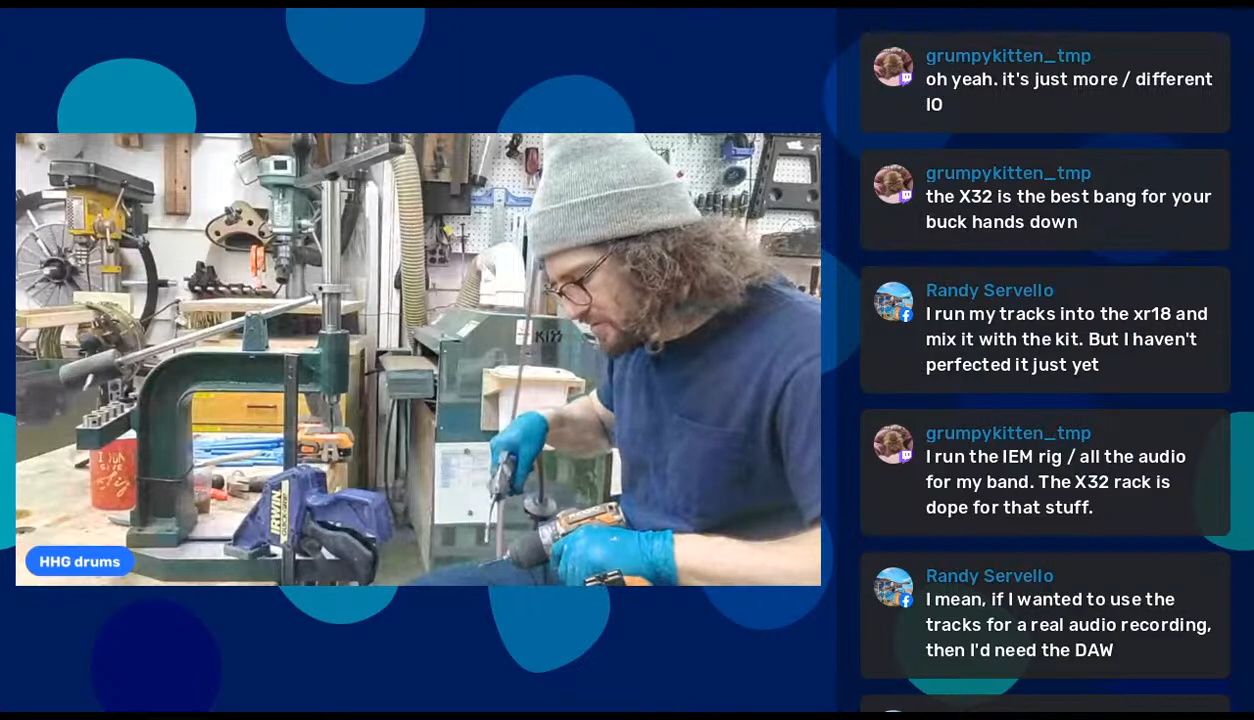 grumpykitten_tmp
oh yeah. it's just more / different
IO
grumpykitten_tmp
the X32 is the best bang for your
buck hands down
Randy Servello
I run my tracks into the xr18 and
mix it with the kit. But I haven't
perfected it just yet
grumpykitten_tmp
I run the IEM rig / all the audio
for my band. The X32 rack is
dope for that stuff.
Randy Servello
I mean, if I wanted to use the
tracks for a real audio recording,
then I'd need the DAW
KISS
IRWIN
HHG drums